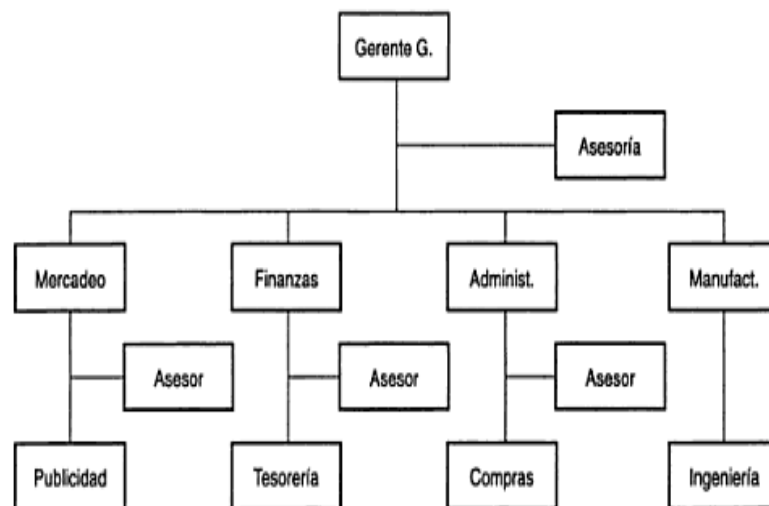 Gerente G.
Asesoría
Mercadeo
Finanzas
Administ.
Manufact.
Asesor
Asesor
Asesor
Publicidad
Tesorería
Compras
Ingeniería